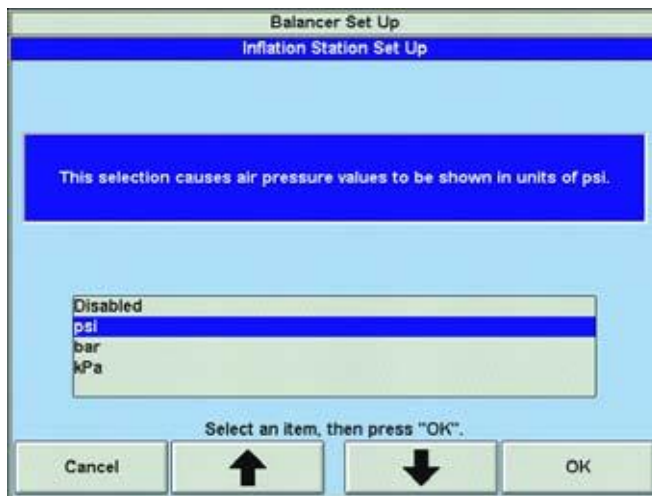 Balancer Set Up
Inflation Station Set Up
This selection causes air pressure values to be shown in units of psi.
Disabled
psi
bar
kPa
Select an item, then press "OK".
Cancel OK